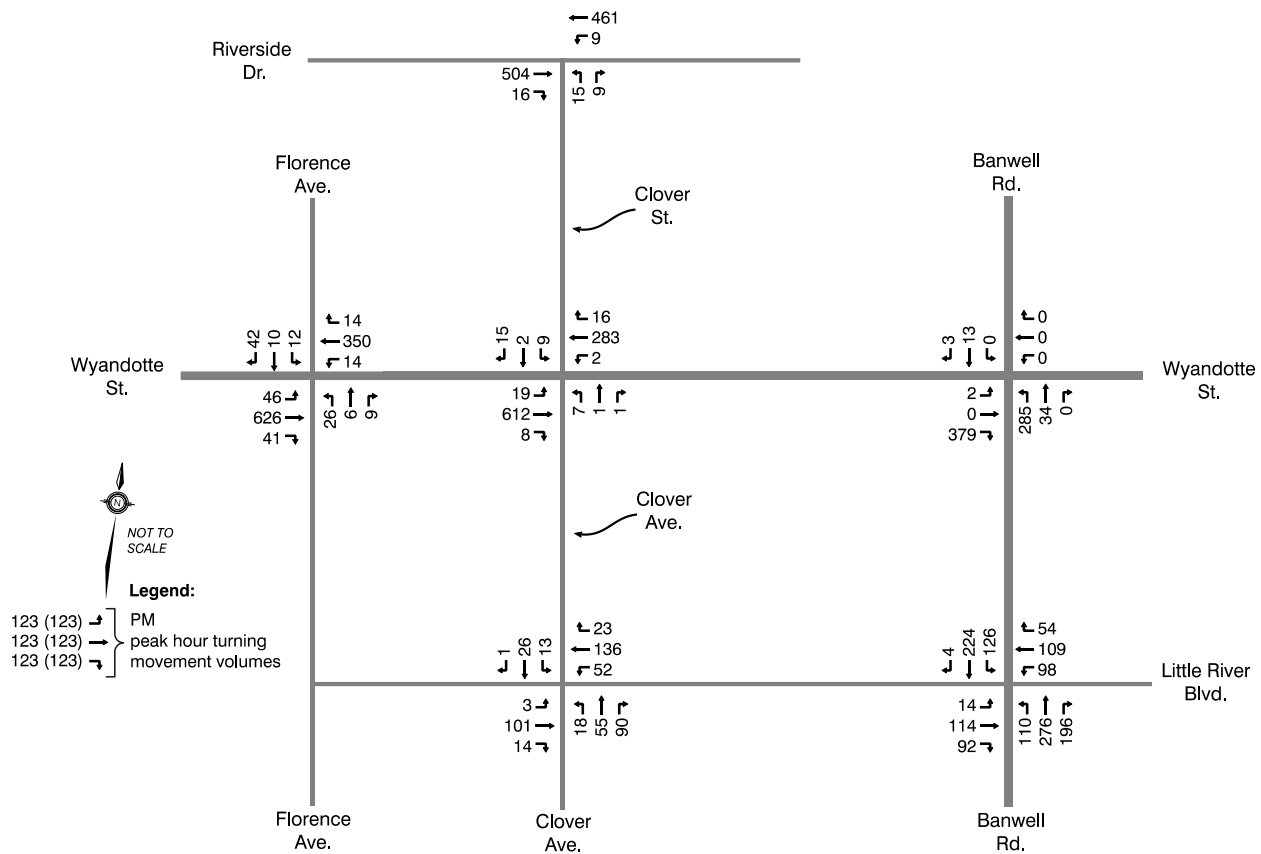 461
9
Riverside
Dr.
504
16
15
9
Florence
Ave.
Banwell
Rd.
Clover
St.
42
10
12
14
350
14
15
2
9
16
283
2
3
13
0
0
0
0
Wyandotte
St.
Wyandotte
St.
46
626
41
26
6
9
19
612
8
7
1
1
2
0
379
285
34
0
N
NOT TO
SCALE
Clover
Ave.
Legend:
123 (123)
PM
123 (123)
peak hour turning
123 (123)
movement volumes
1
26
13
23
136
52
4
224
126
54
109
98
Little River
Blvd.
3
101
14
18
55
90
14
114
92
110
276
196
Florence
Ave.
Clover
Ave.
Banwell
Rd.